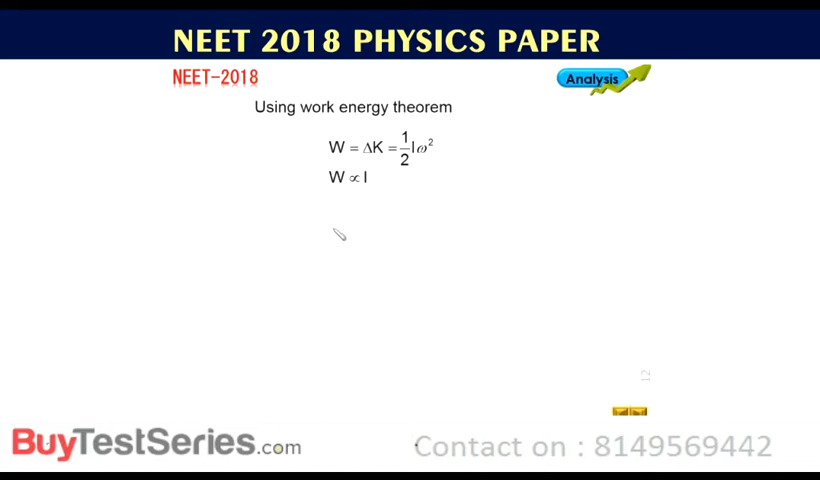 NEET 2018 PHYSICS PAPER
NEET-2018
Analysis
Using work energy theorem
W = ΔK = 1/2 Iω²
W ∝ I
12
BuyTestSeries.com
Contact on : 8149569442